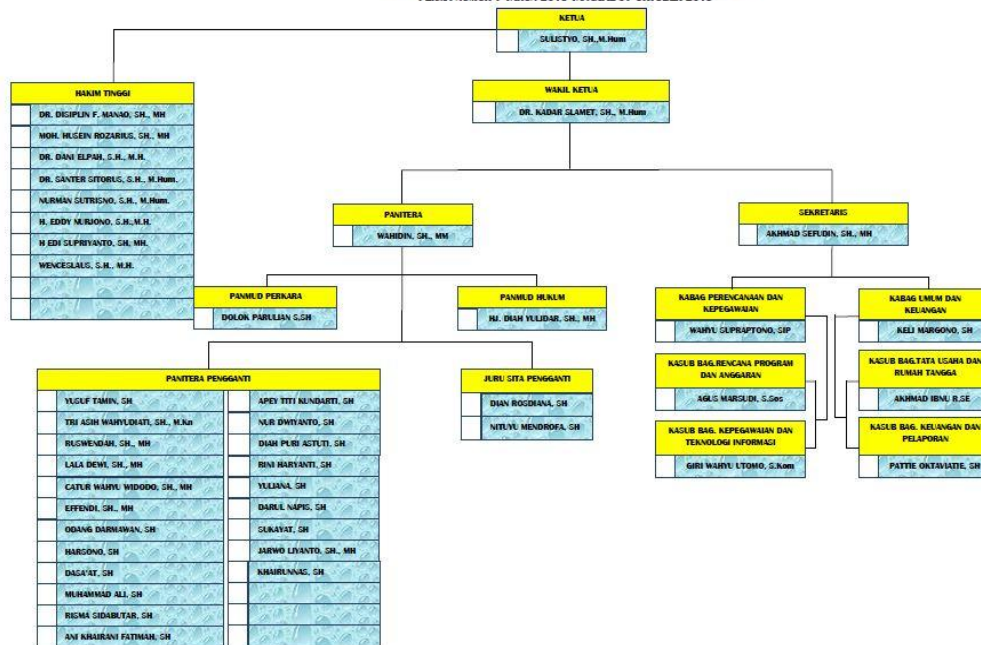 KETUA
SULISTYO, SH.,M.Hum
WAKIL KETUA
DR. KADAR SLAMET, SH., M.Hum
HAKIM TINGGI
DR. DISIPLIN F. MANAO, SH., MH
MOH. HUSEIN ROZARIUS, SH., MH
DR. DANI ELPAH, S.H., M.H.
DR. SANTER SITORUS, S.H., M.Hum.
NURMAN SUTRISNO, S.H., M.Hum.
H. EDDY NURJONO, S.H.,M.H.
H EDI SUPRIYANTO, SH, MH.
WENCESLAUS, S.H., M.H.
PANITERA
WAHIDIN, SH., MM
SEKRETARIS
AKHMAD SEFUDIN, SH., MH
PANMUD PERKARA
DOLOK PARULIAN S.SH
PANMUD HUKUM
HJ. DIAH YULIDAR, SH., MH
KABAG PERENCANAAN DAN
KEPEGAWAIAN
WAHYU SUPRAPTONO, SIP
KABAG UMUM DAN
KEUANGAN
KELI MARGONO, SH
KASUB BAG.RENCANA PROGRAM
DAN ANGGARAN
AGUS MARSUDI, S.Sos
KASUB BAG.TATA USAHA DAN
RUMAH TANGGA
AKHMAD IBNU R,SE
KASUB BAG. KEPEGAWAIAN DAN
TEKNOLOGI INFORMASI
GIRI WAHYU UTOMO, S.Kom
KASUB BAG. KEUANGAN DAN
PELAPORAN
PATTIE OKTAVIATIE, SH
PANITERA PENGGANTI
YUSUF TAMIN, SH
TRI ASIH WAHYUDIATI, SH., M.Kn
RUSWENDAH, SH., MH
LALA DEWI, SH., MH
CATUR WAHYU WIDODO, SH., MH
EFFENDI, SH., MH
ODANG DARMAWAN, SH
HARSONO, SH
DASA'AT, SH
MUHAMMAD ALI, SH
RISMA SIDABUTAR, SH
ANI KHAIRANI FATIMAH, SH
APEY TITI KUNDARTI, SH
NUR DWIYANTO, SH
DIAH PURI ASTUTI, SH
RINI HARYANTI, SH
YULIANA, SH
DARUL NAPIS, SH
SUKAYAT, SH
JARWO LIYANTO, SH., MH
KHAIRUNNAS, SH
JURU SITA PENGGANTI
DIAN ROSDIANA, SH
NITUYU MENDROFA, SH